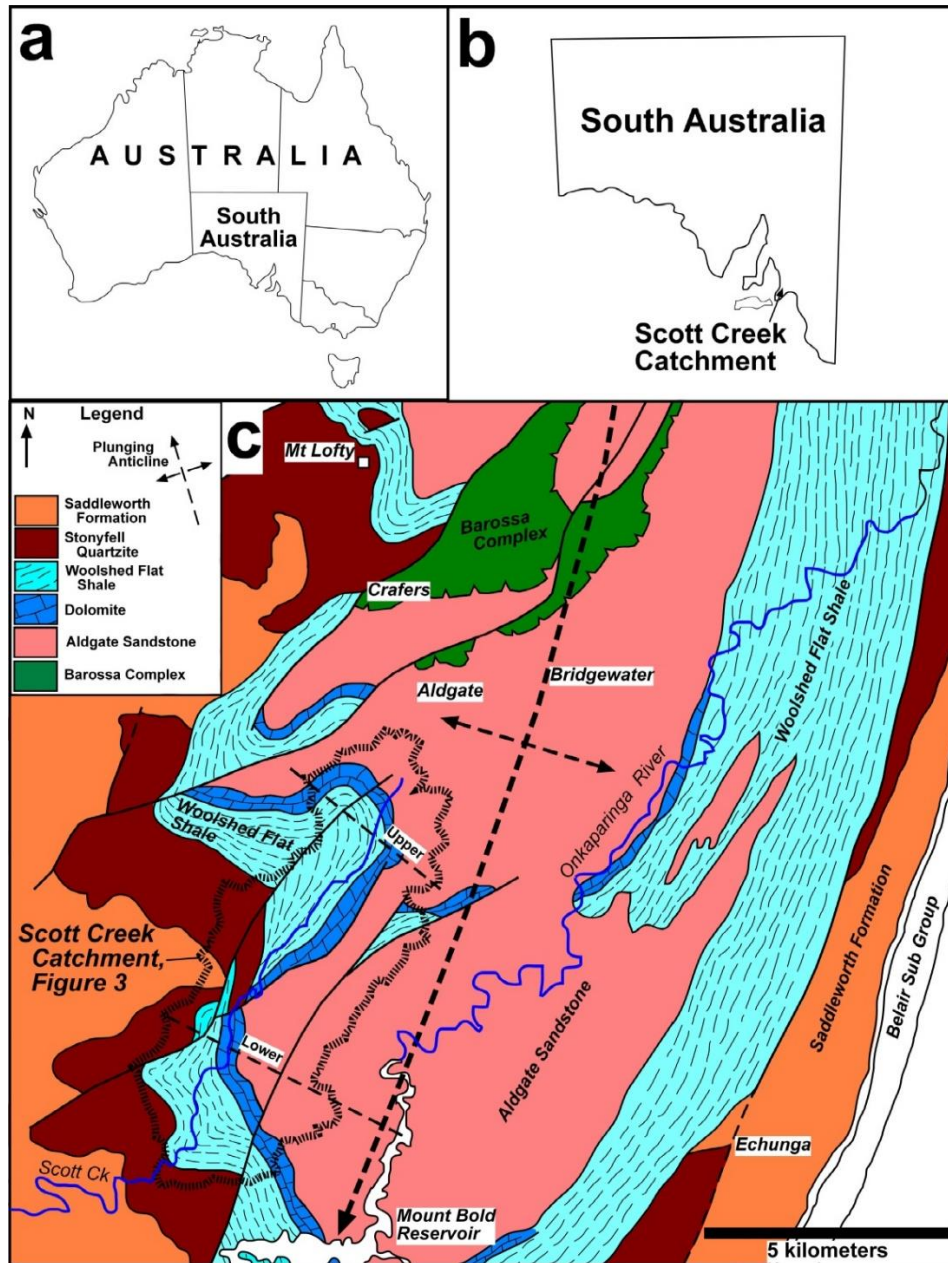 a
A U S T R A L I A
South
Australia
b
South Australia
Scott Creek
Catchment
N
Legend
Plunging
Anticline
Saddleworth
Formation
Stonyfell
Quartzite
Woolshed Flat
Shale
Dolomite
Aldgate Sandstone
Barossa Complex
c
Mt Lofty
Barossa
Complex
Crafers
Aldgate
Bridgewater
Woolshed Flat Shale
Onkaparinga River
Woolshed Flat
Shale
Upper
Scott Creek
Catchment,
Figure 3
Lower
Aldgate Sandstone
Saddleworth Formation
Belair Sub Group
Echunga
Scott Ck
Mount Bold
Reservoir
5 kilometers